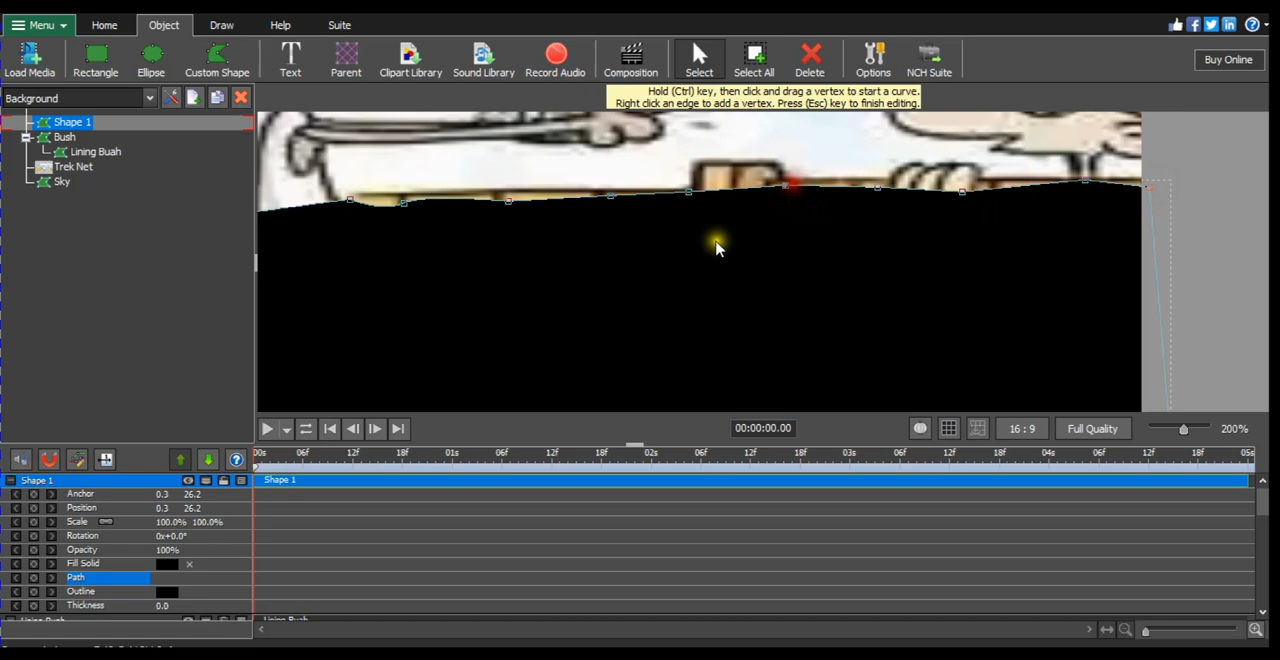 Menu Home Object Draw Help Suite
Load Media Rectangle Ellipse Custom Shape Text Parent Clipart Library Sound Library Record Audio Composition Select Select All Delete Options NCH Suite Buy Online
Hold (Ctrl) key, then click and drag a vertex to start a curve.
Right click an edge to add a vertex. Press (Esc) key to finish editing.
Background
Shape 1
Bush
Lining Buah
Trek Net
Sky
00:00:00.00 16 : 9 Full Quality 200%
00s 06f 12f 18f 01s 06f 12f 18f 02s 06f 12f 18f 03s 06f 12f 18f 04s 06f 12f 18f 05s
Shape 1 Shape 1
Anchor 0.3 26.2
Position 0.3 26.2
Scale 100.0% 100.0%
Rotation 0x+0.0°
Opacity 100%
Fill Solid
Path
Outline
Thickness 0.0